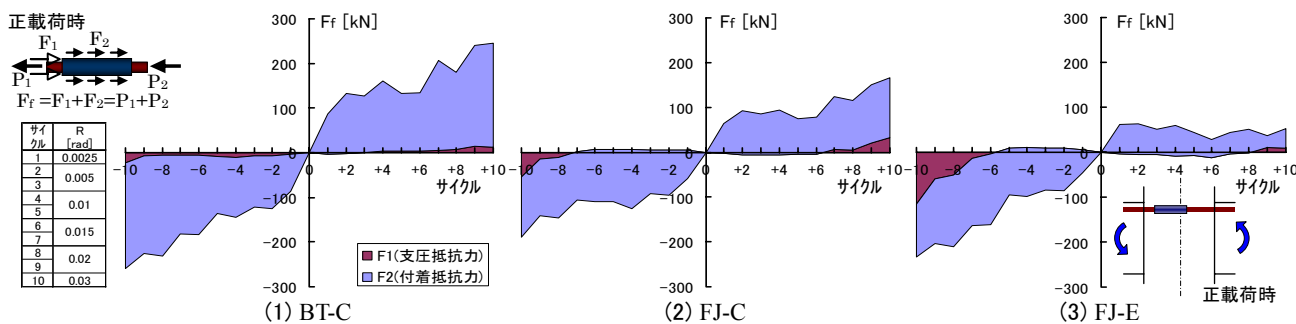 正載荷時
F1 F2
P1 P2
Ff =F1+F2=P1+P2
サイクル R [rad]
1 0.0025
2 0.005
3
4 0.01
5
6 0.015
7
8 0.02
9
10 0.03
Ff [kN]
300
200
100
0
-100
-200
-300
-10 -8 -6 -4 -2 0 +2 +4 +6 +8 +10
サイクル
F1(支圧抵抗力)
F2(付着抵抗力)
(1) BT-C
Ff [kN]
300
200
100
0
-100
-200
-300
-10 -8 -6 -4 -2 0 +2 +4 +6 +8 +10
サイクル
(2) FJ-C
Ff [kN]
300
200
100
0
-100
-200
-300
-10 -8 -6 -4 -2 0 +2 +4 +6 +8 +10
サイクル
正載荷時
(3) FJ-E